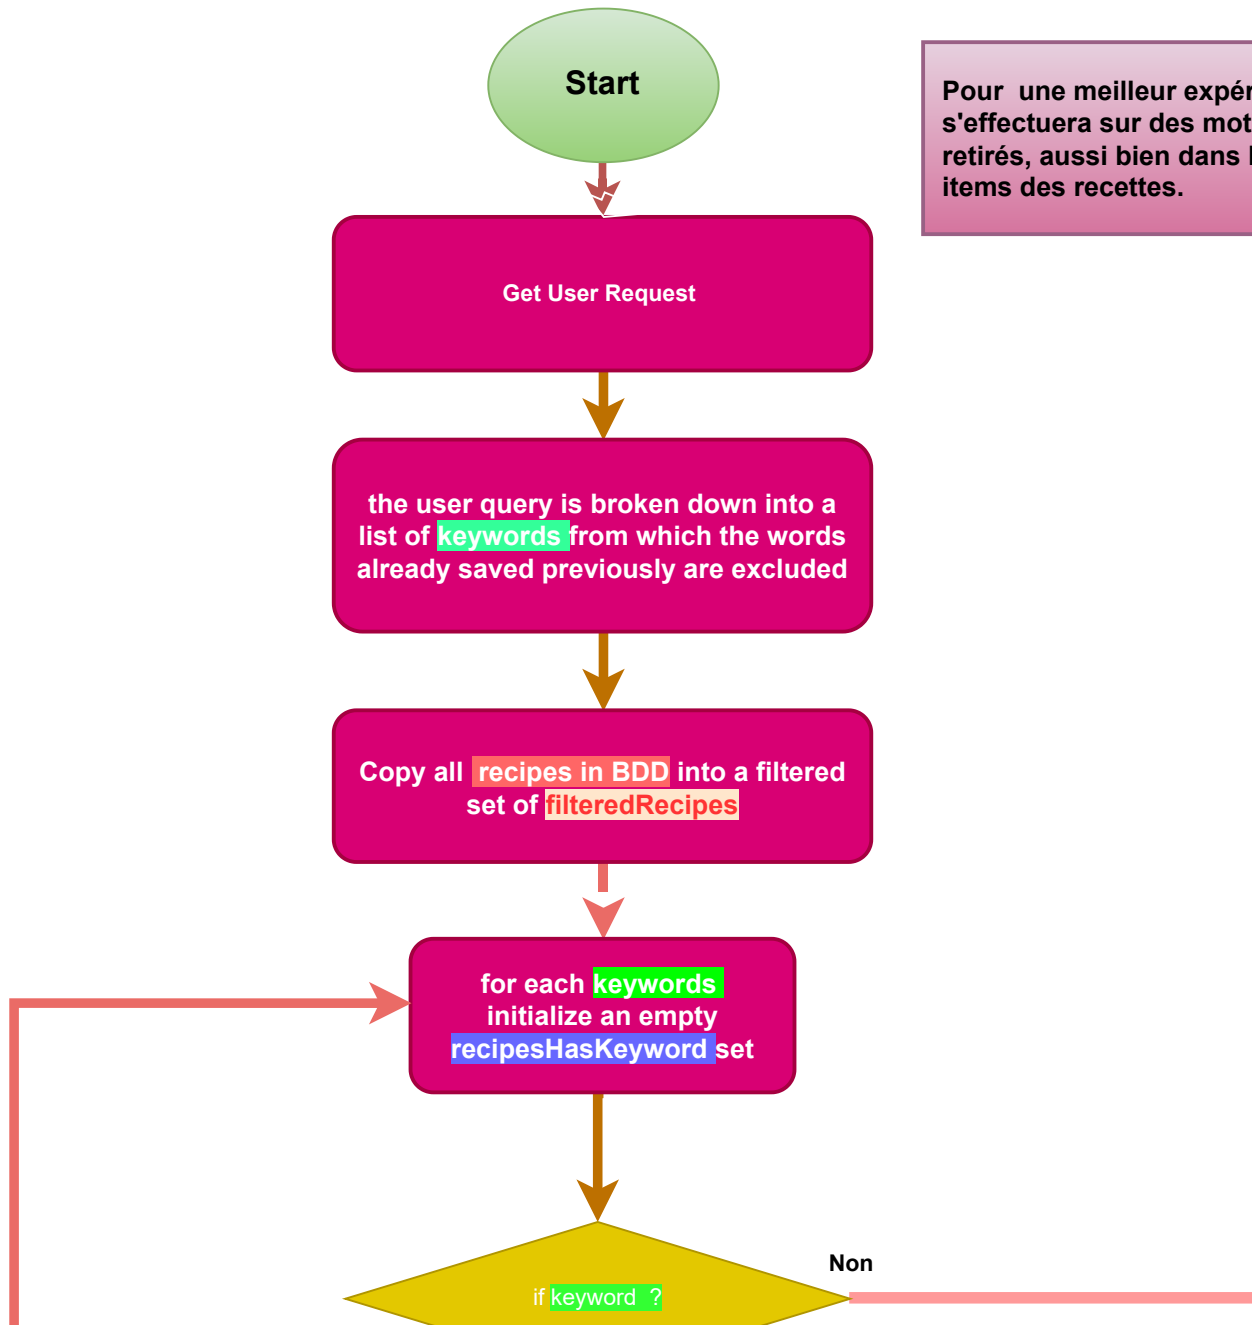 Start
Pour une meilleur expér
s'effectuera sur des mot
retirés, aussi bien dans
items des recettes.
Get User Request
the user query is broken down into a
list of keywords from which the words
already saved previously are excluded
Copy all recipes in BDD into a filtered
set of filteredRecipes
for each keywords
initialize an empty
recipesHasKeyword set
Non
if keyword ?